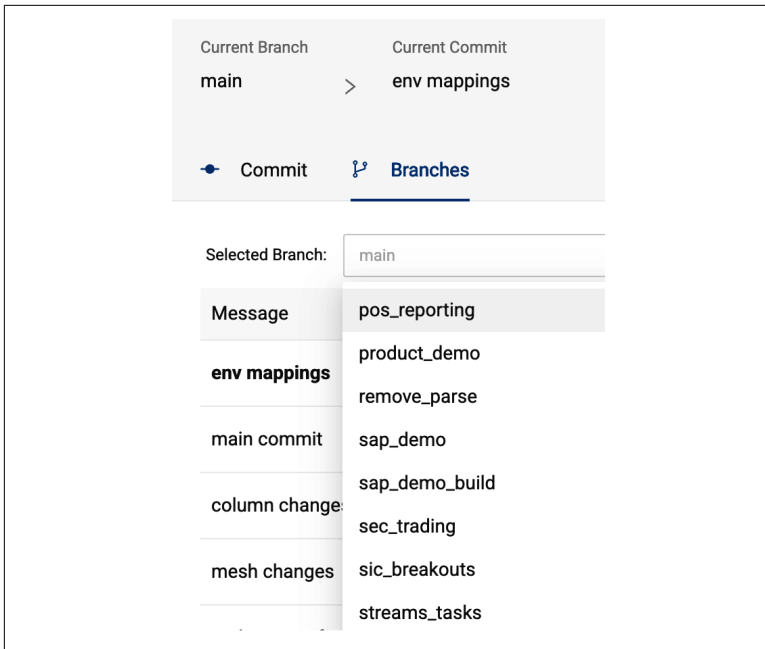 Current Branch Current Commit
main > env mappings
Commit Branches
Selected Branch: main
Message pos_reporting
product_demo
env mappings
remove_parse
main commit sap_demo
sap_demo_build
column changes
sec_trading
mesh changes sic_breakouts
streams_tasks